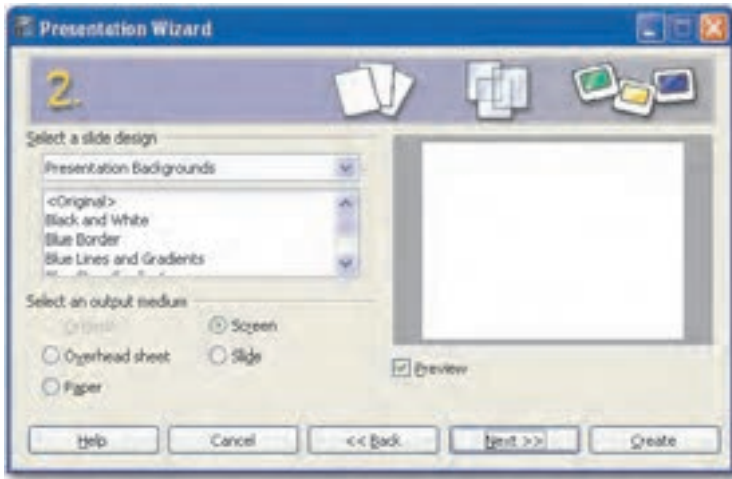 Presentation Wizard
2.
Select a slide design
Presentation Backgrounds
<Original>
Black and White
Blue Border
Blue Lines and Gradients
Select an output medium
Original
Screen
Overhead sheet
Slide
Paper
Preview
Help
Cancel
<< Back
Next >>
Create